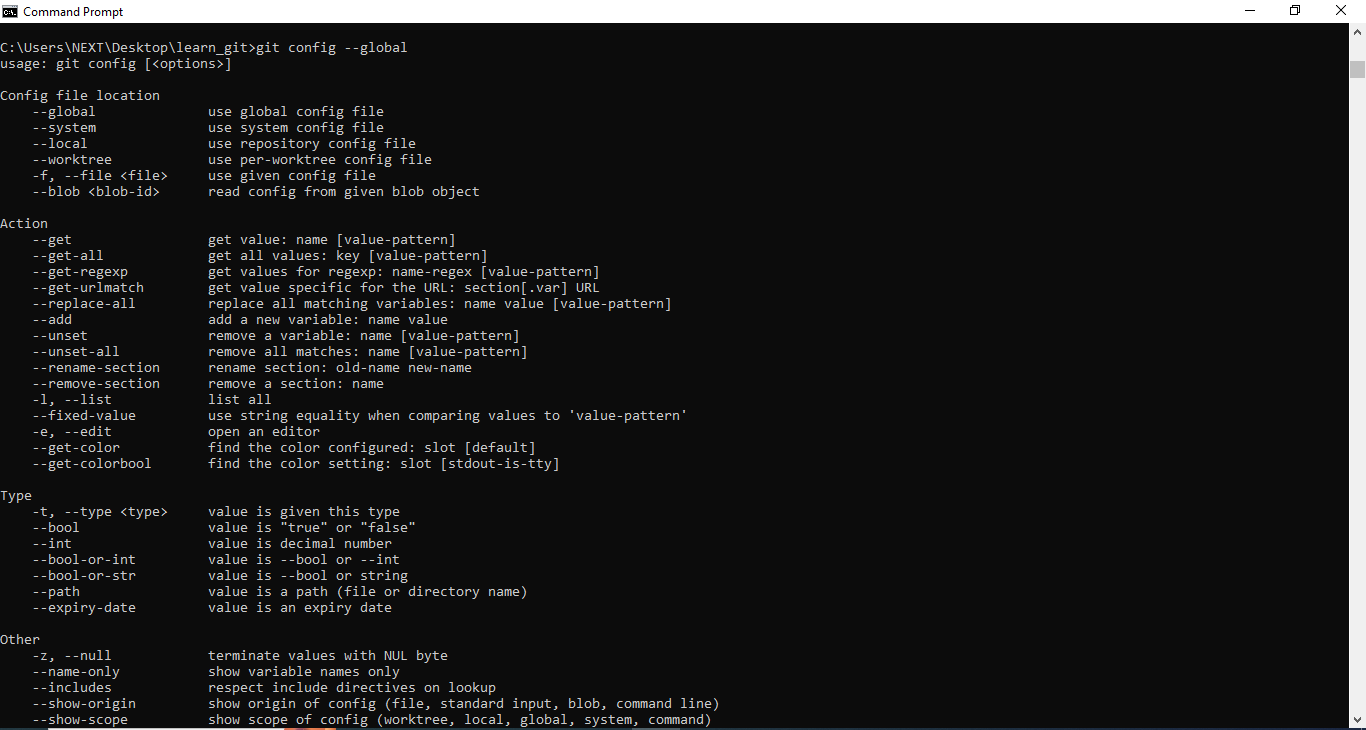 Command Prompt
C:\Users\NEXT\Desktop\learn_git>git config --global
usage: git config [<options>]
Config file location
--global use global config file
--system use system config file
--local use repository config file
--worktree use per-worktree config file
-f, --file <file> use given config file
--blob <blob-id> read config from given blob object
Action
--get get value: name [value-pattern]
--get-all get all values: key [value-pattern]
--get-regexp get values for regexp: name-regex [value-pattern]
--get-urlmatch get value specific for the URL: section[.var] URL
--replace-all replace all matching variables: name value [value-pattern]
--add add a new variable: name value
--unset remove a variable: name [value-pattern]
--unset-all remove all matches: name [value-pattern]
--rename-section rename section: old-name new-name
--remove-section remove a section: name
-l, --list list all
--fixed-value use string equality when comparing values to 'value-pattern'
-e, --edit open an editor
--get-color find the color configured: slot [default]
--get-colorbool find the color setting: slot [stdout-is-tty]
Type
-t, --type <type> value is given this type
--bool value is "true" or "false"
--int value is decimal number
--bool-or-int value is --bool or --int
--bool-or-str value is --bool or string
--path value is a path (file or directory name)
--expiry-date value is an expiry date
Other
-z, --null terminate values with NUL byte
--name-only show variable names only
--includes respect include directives on lookup
--show-origin show origin of config (file, standard input, blob, command line)
--show-scope show scope of config (worktree, local, global, system, command)